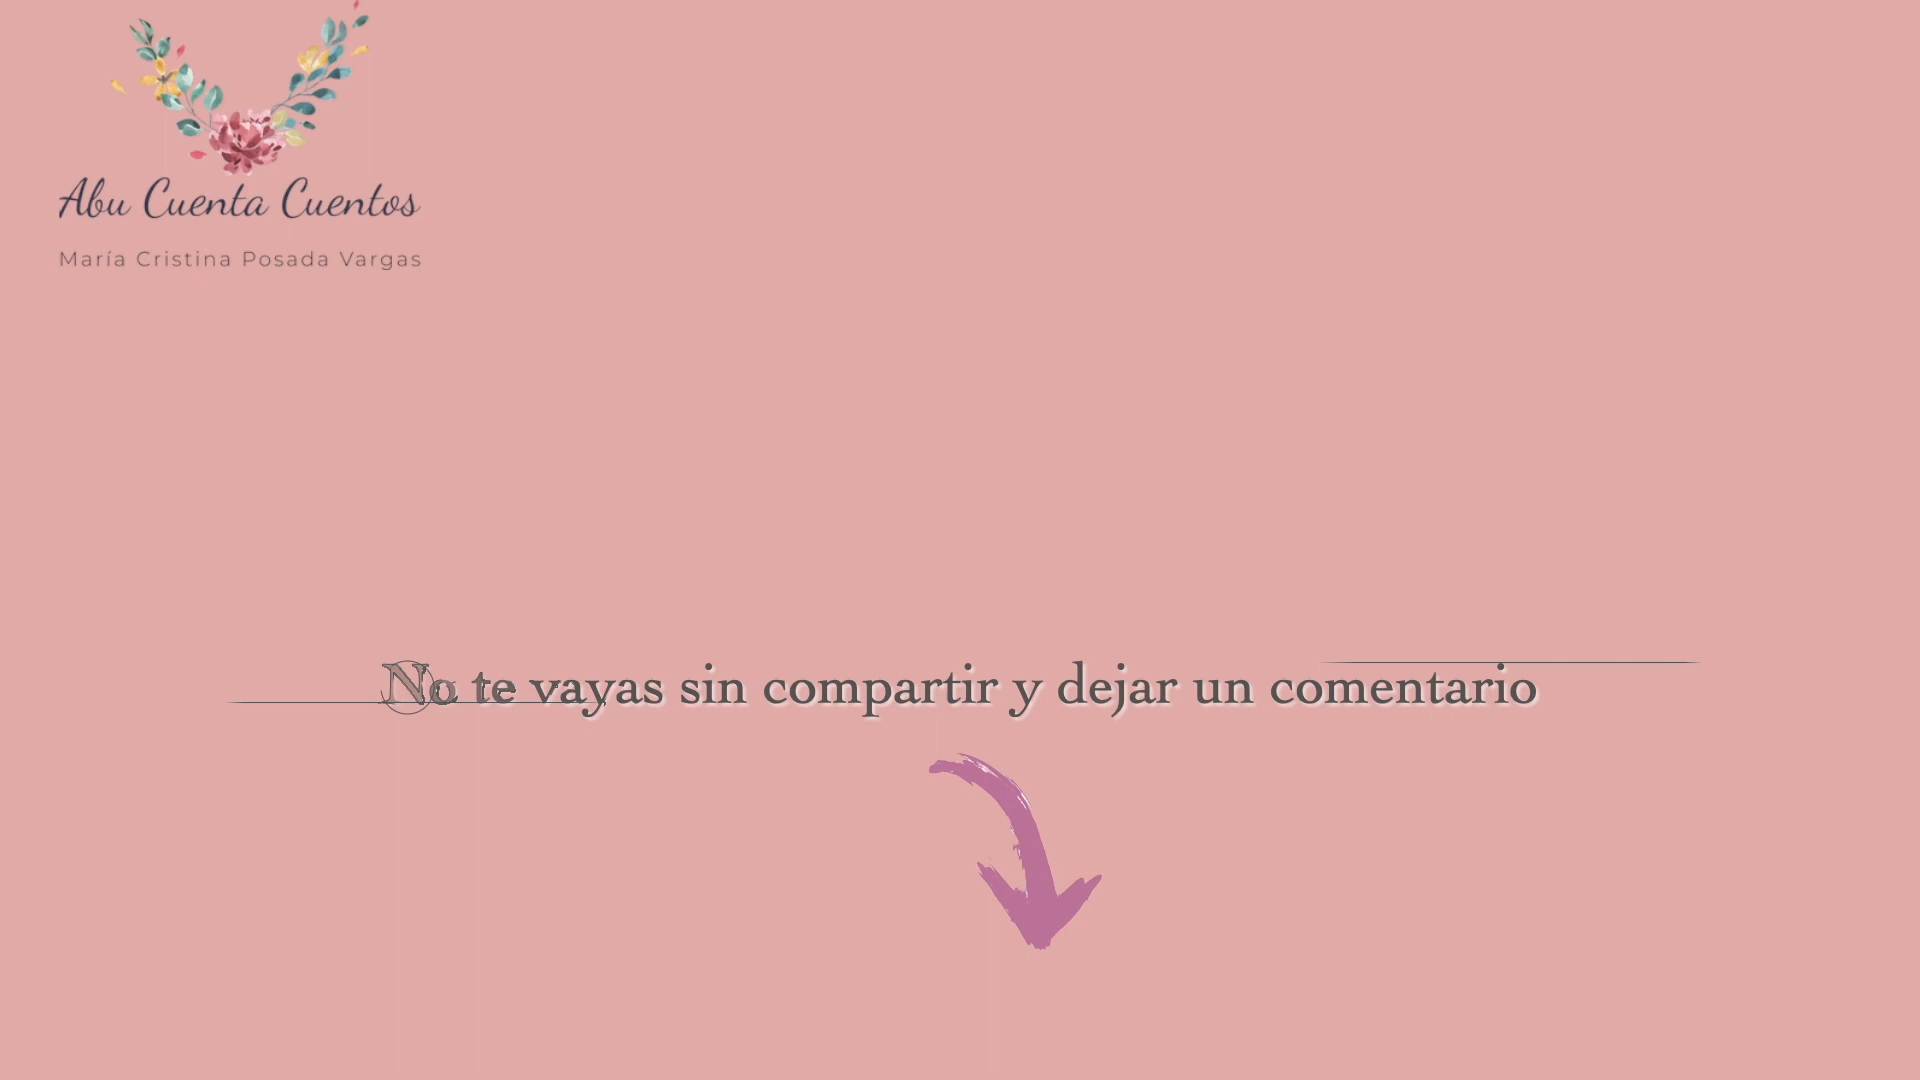 Abu Cuenta Cuentos
María Cristina Posada Vargas
No te vayas sin compartir y dejar un comentario